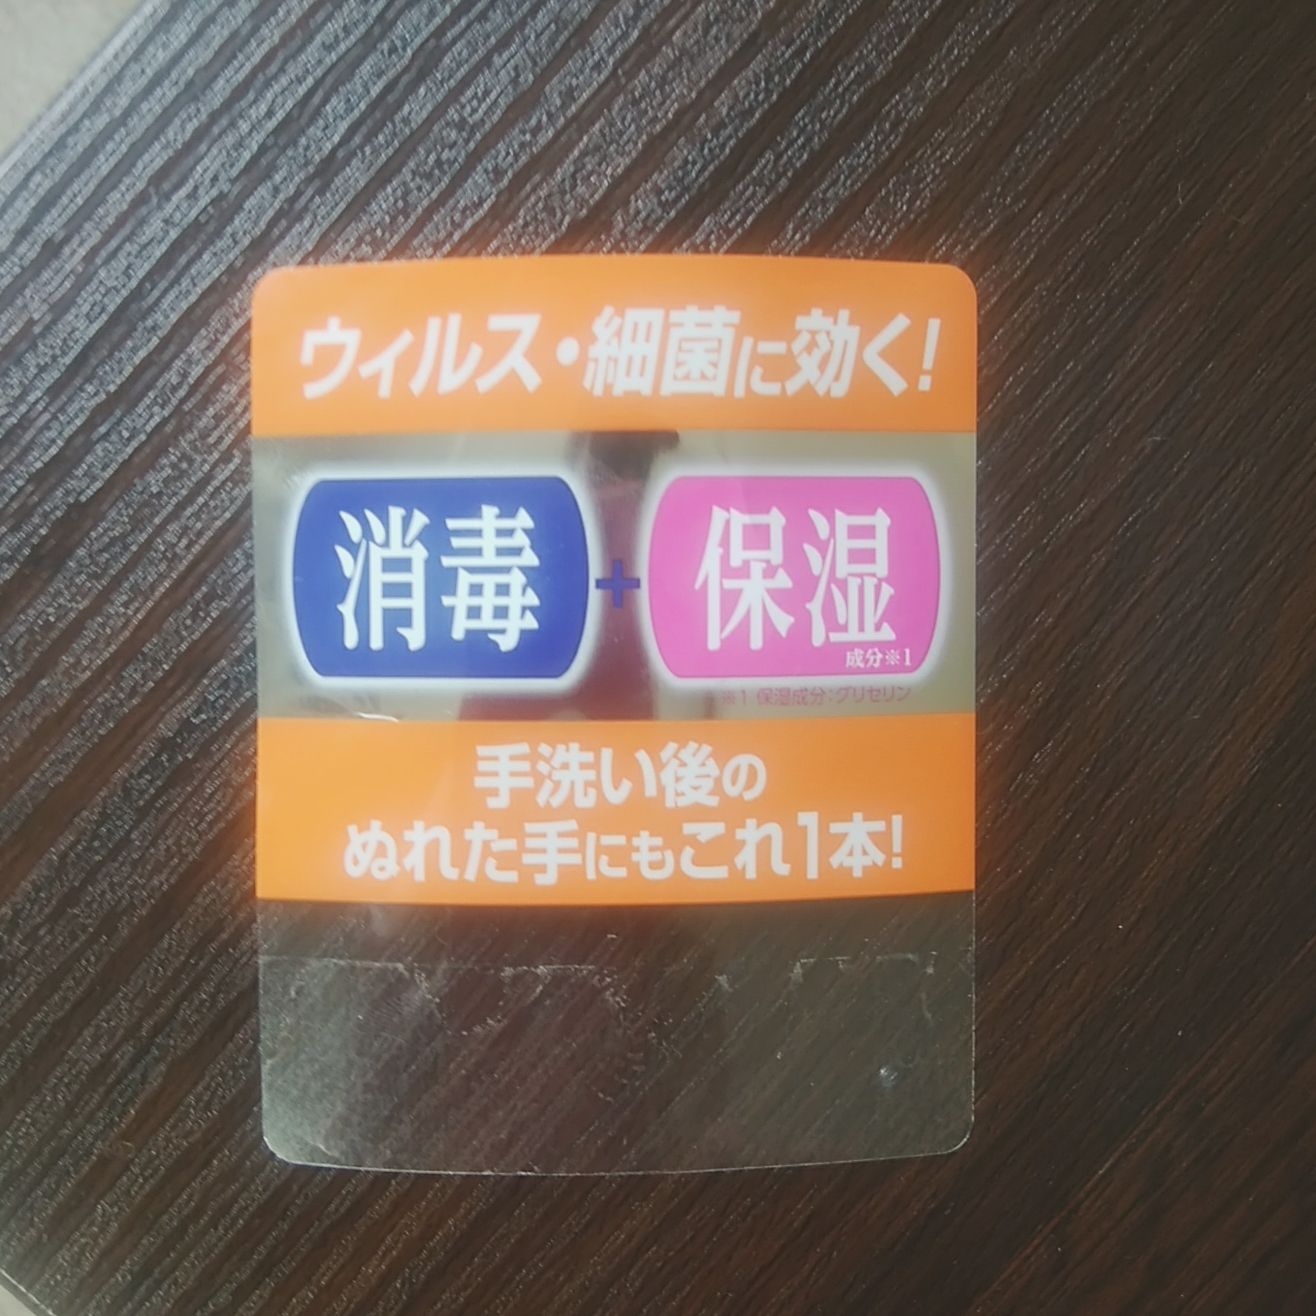 ウィルス・細菌に効く!
消毒+保湿
成分※1
※1 保湿成分:グリセリン
手洗い後の
ぬれた手にもこれ1本!